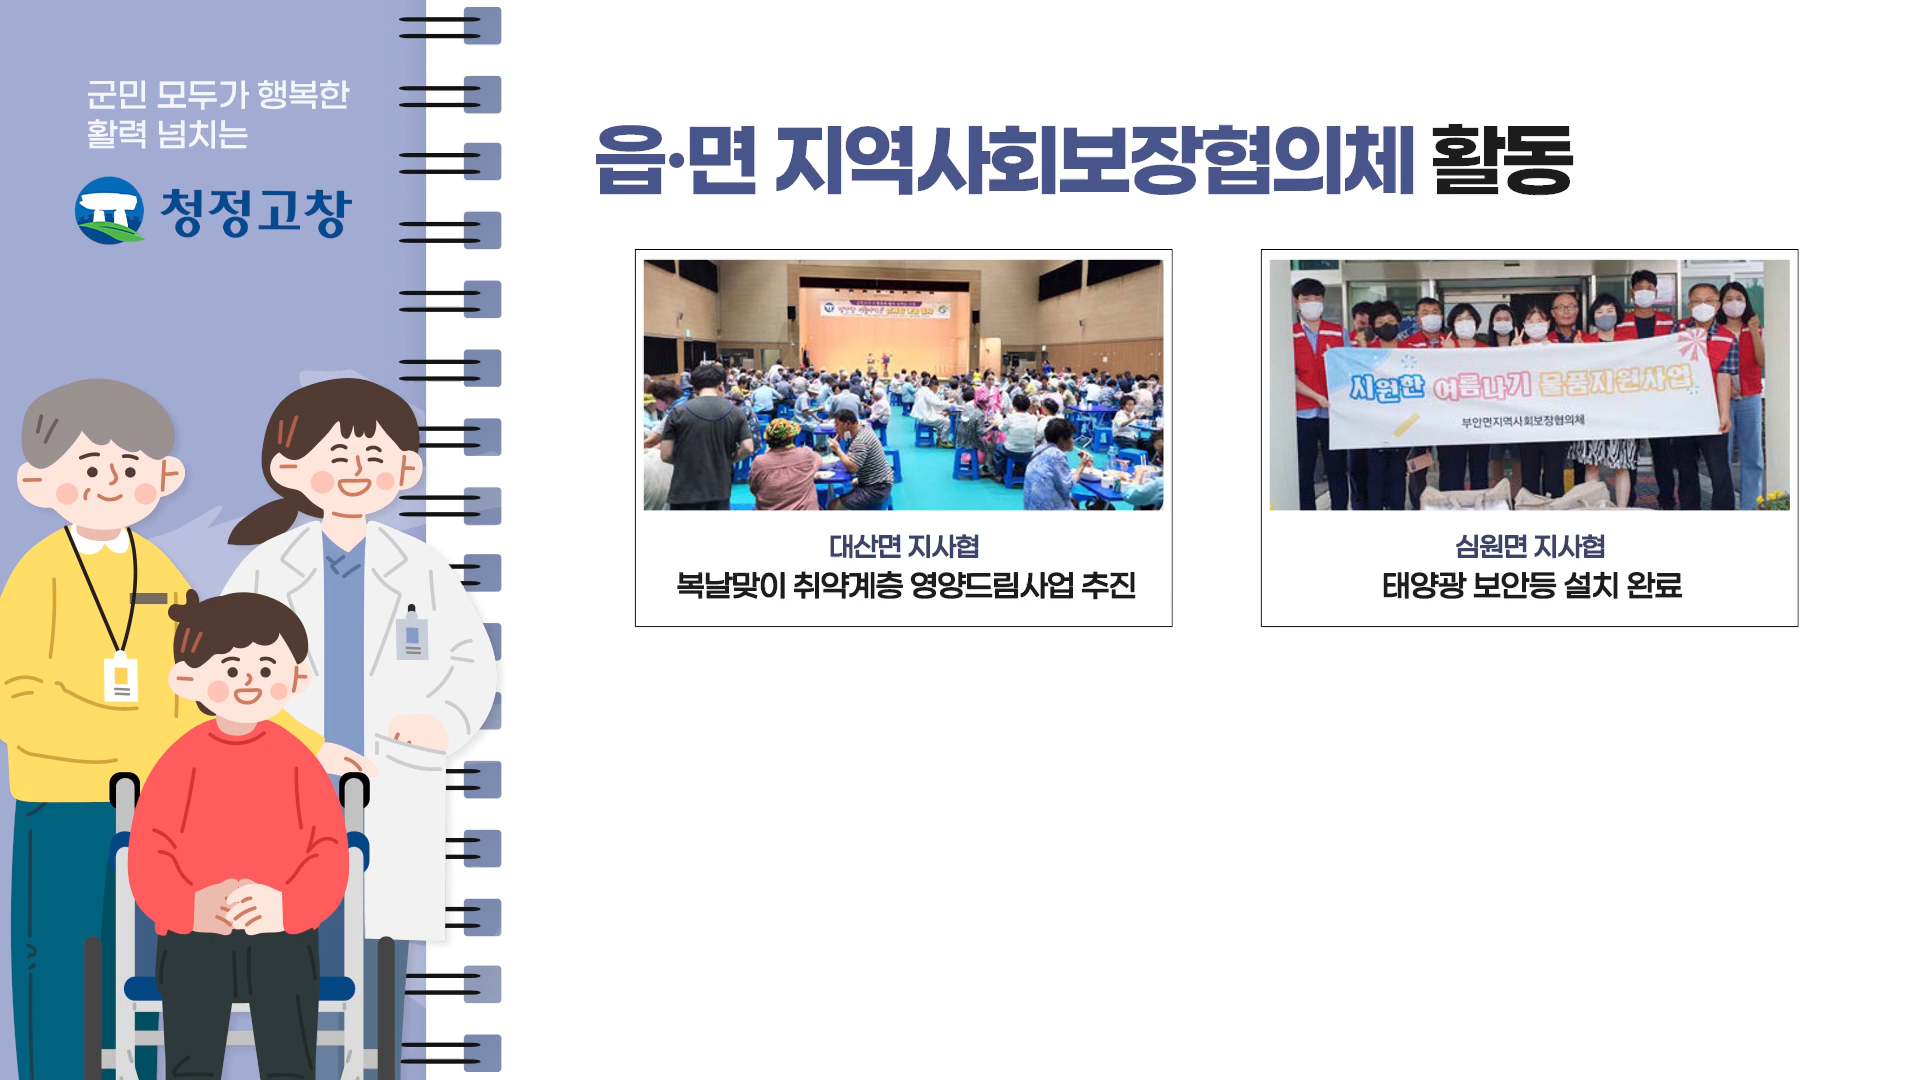 군민 모두가 행복한
활력 넘치는
청정고창
읍·면 지역사회보장협의체 활동
시원한 여름나기 물품지원사업
부안면지역사회보장협의체
대산면 지사협
복날맞이 취약계층 영양드림사업 추진
심원면 지사협
태양광 보안등 설치 완료